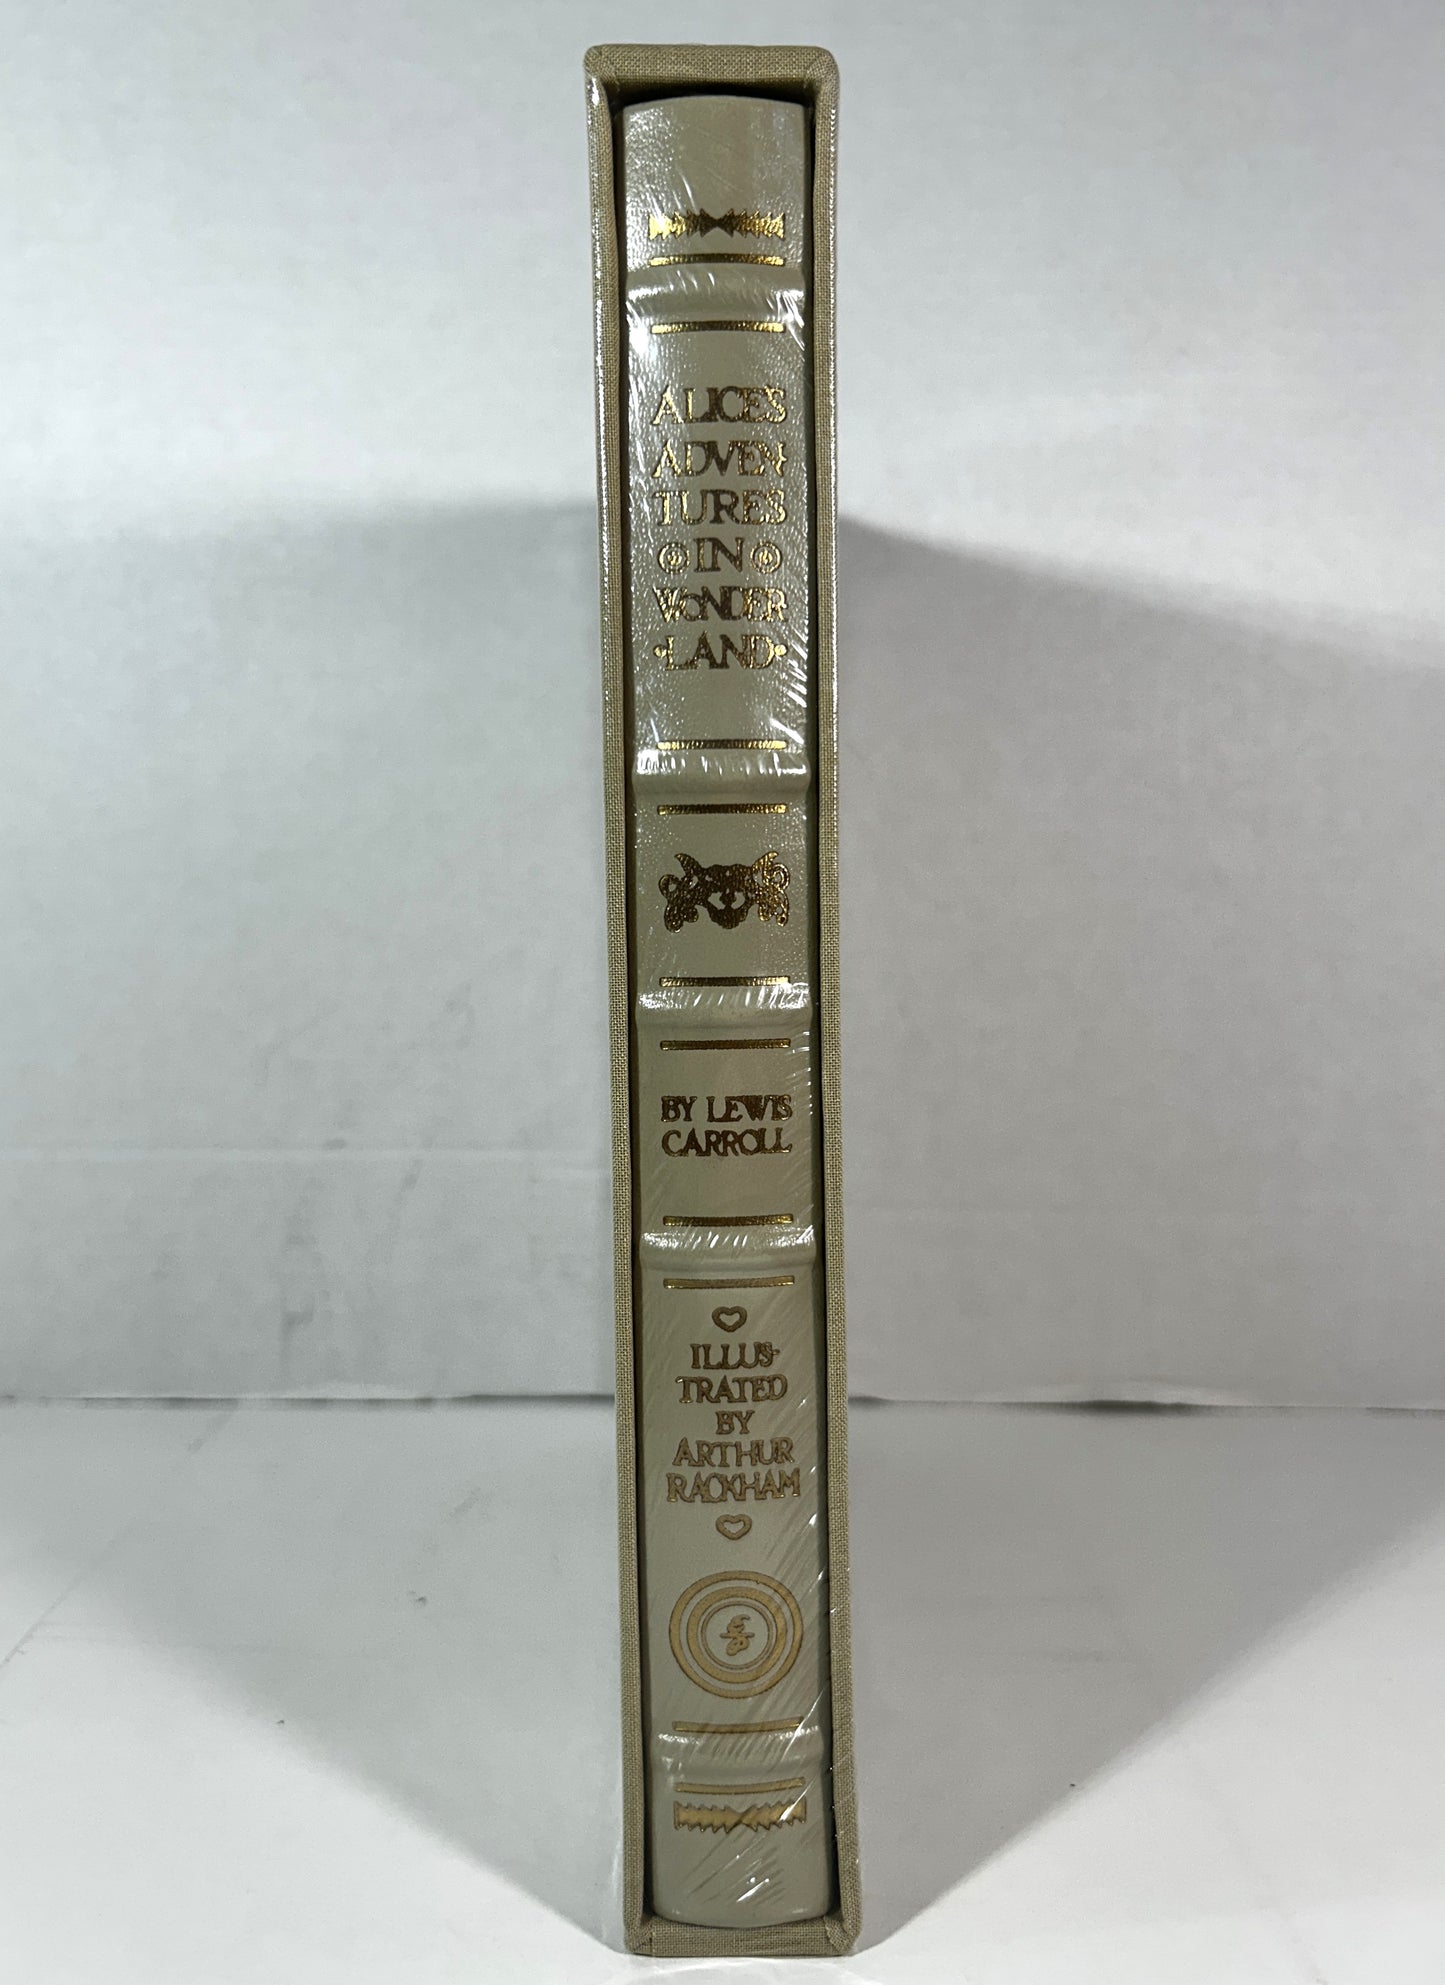 ALICE'S
ADVEN-
TURES
IN
WONDER
·LAND·
BY LEWIS
CARROLL
ILLUS-
TRATED
BY
ARTHUR
RACKHAM